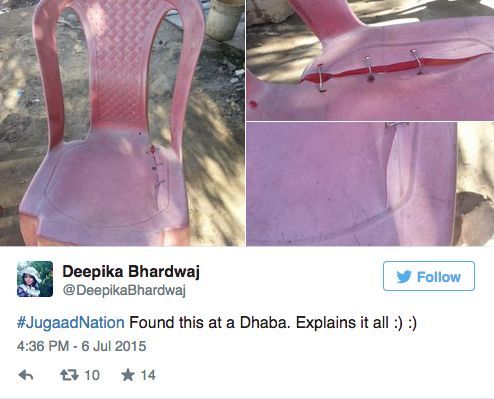 Deepika Bhardwaj
@DeepikaBhardwaj
Follow
#JugaadNation Found this at a Dhaba. Explains it all :) :)
4:36 PM - 6 Jul 2015
10 14